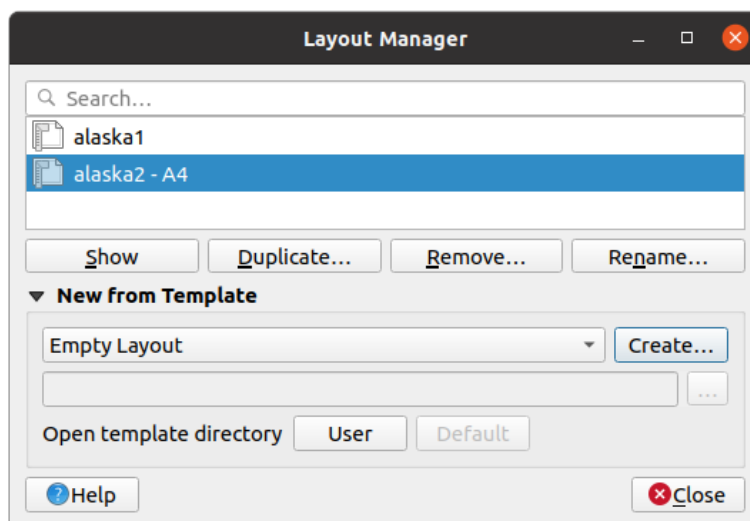 Layout Manager
Search...
alaska1
alaska2 - A4
Show Duplicate... Remove... Rename...
New from Template
Empty Layout Create...
...
Open template directory User Default
Help Close